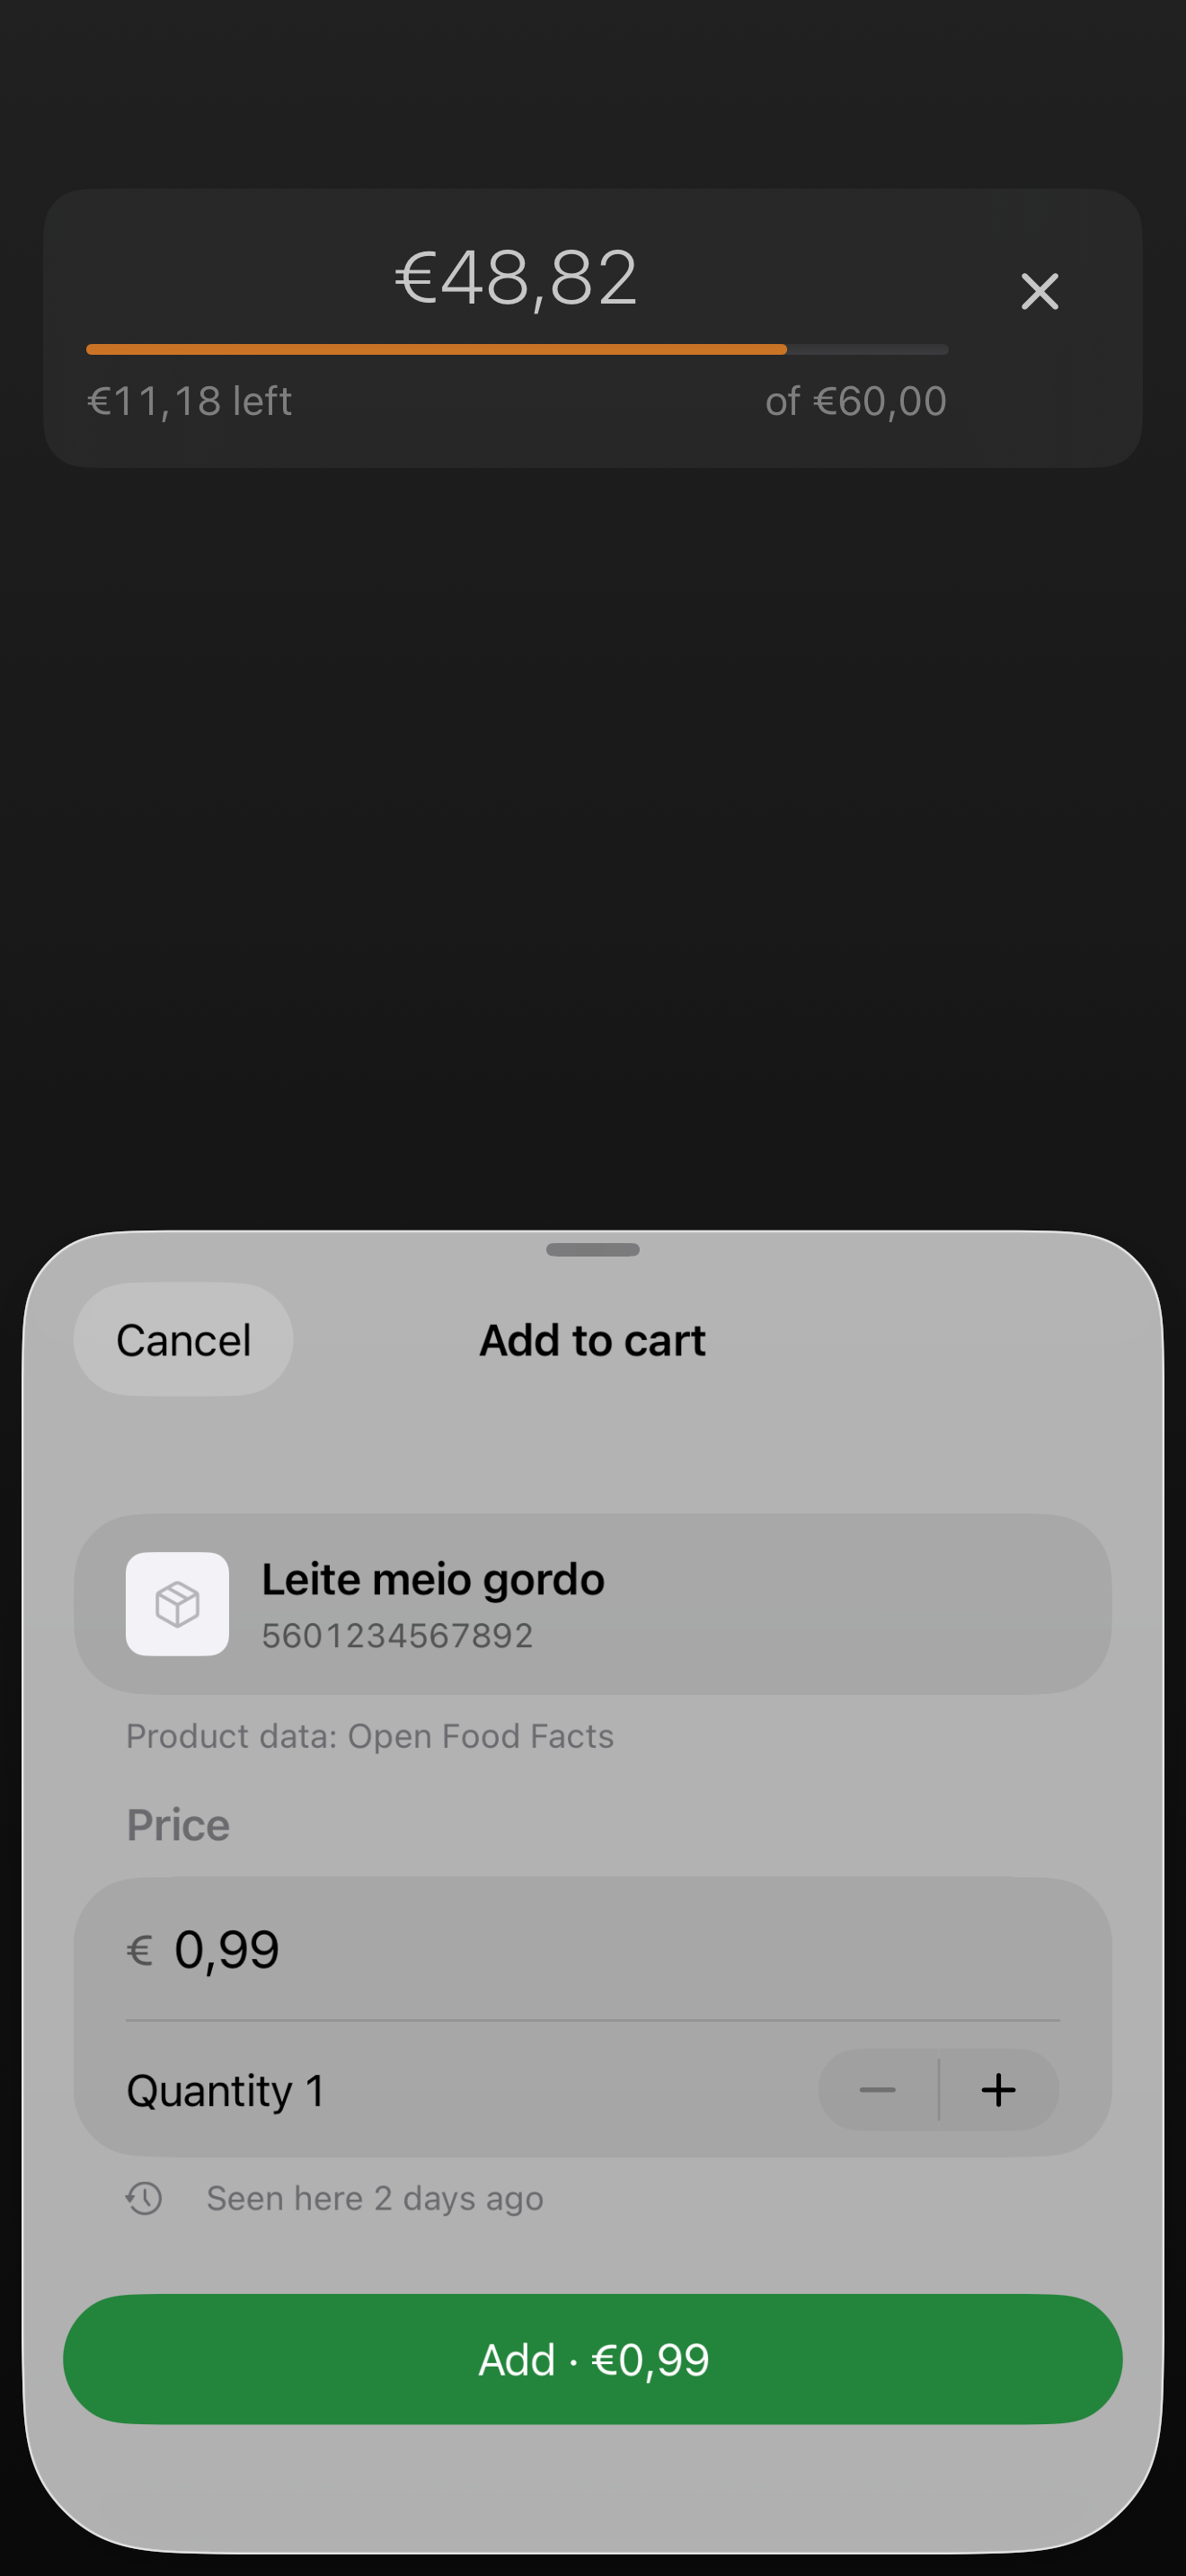 €48,82
€11,18 left
of €60,00
Cancel
Add to cart
Leite meio gordo
5601234567892
Product data: Open Food Facts
Price
€ 0,99
Quantity 1
Seen here 2 days ago
Add · €0,99